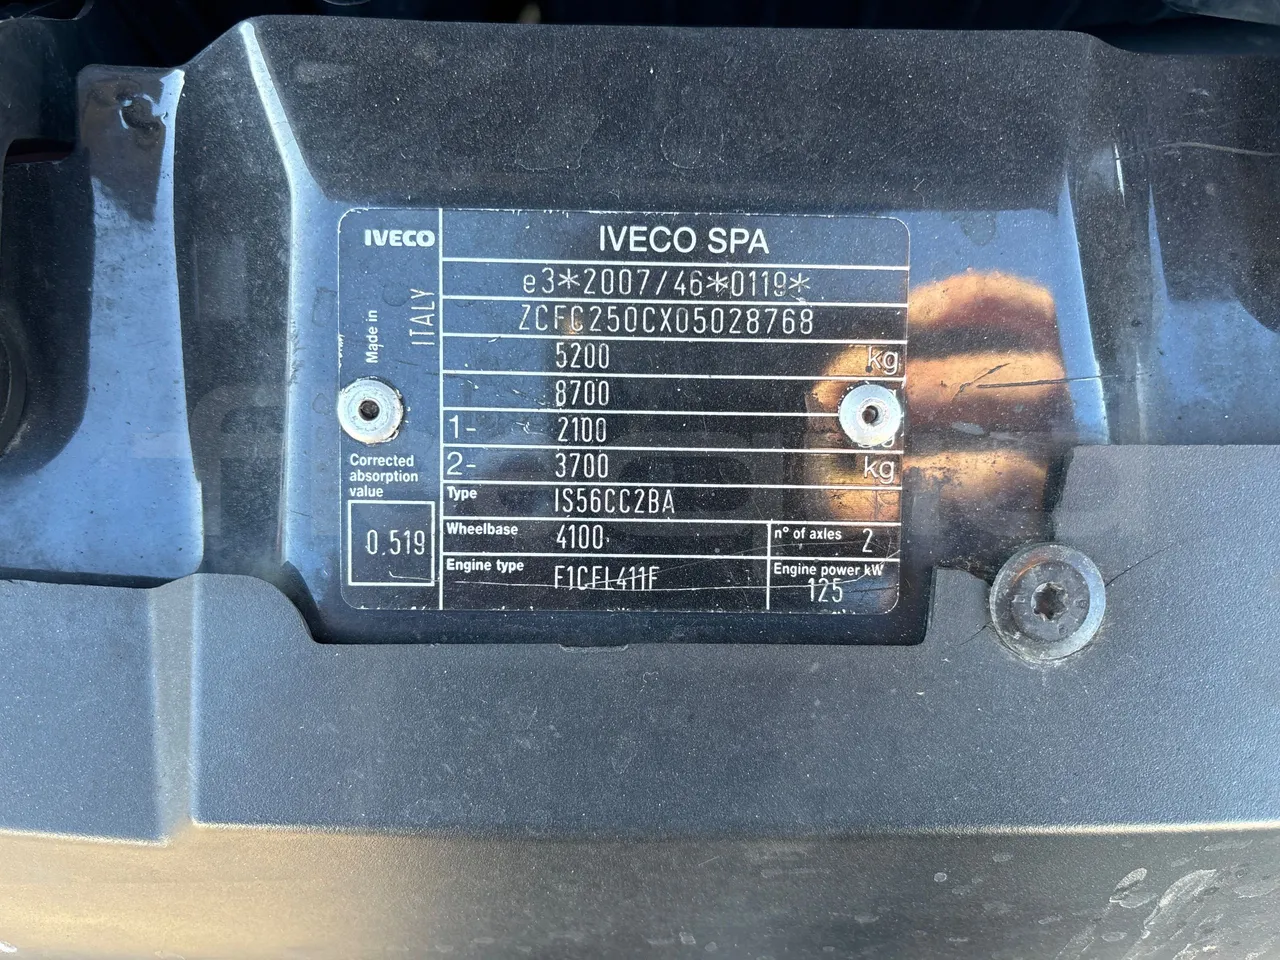 IVECO
IVECO SPA
Made in
ITALY
e3*2007/46*0119*
ZCFC250CX05028768
5200 kg
8700
1- 2100
2- 3700 kg
Corrected
absorption
value
0.519
Type IS56CC2BA
Wheelbase 4100 n° of axles 2
Engine type F1CFL411F Engine power kW
125